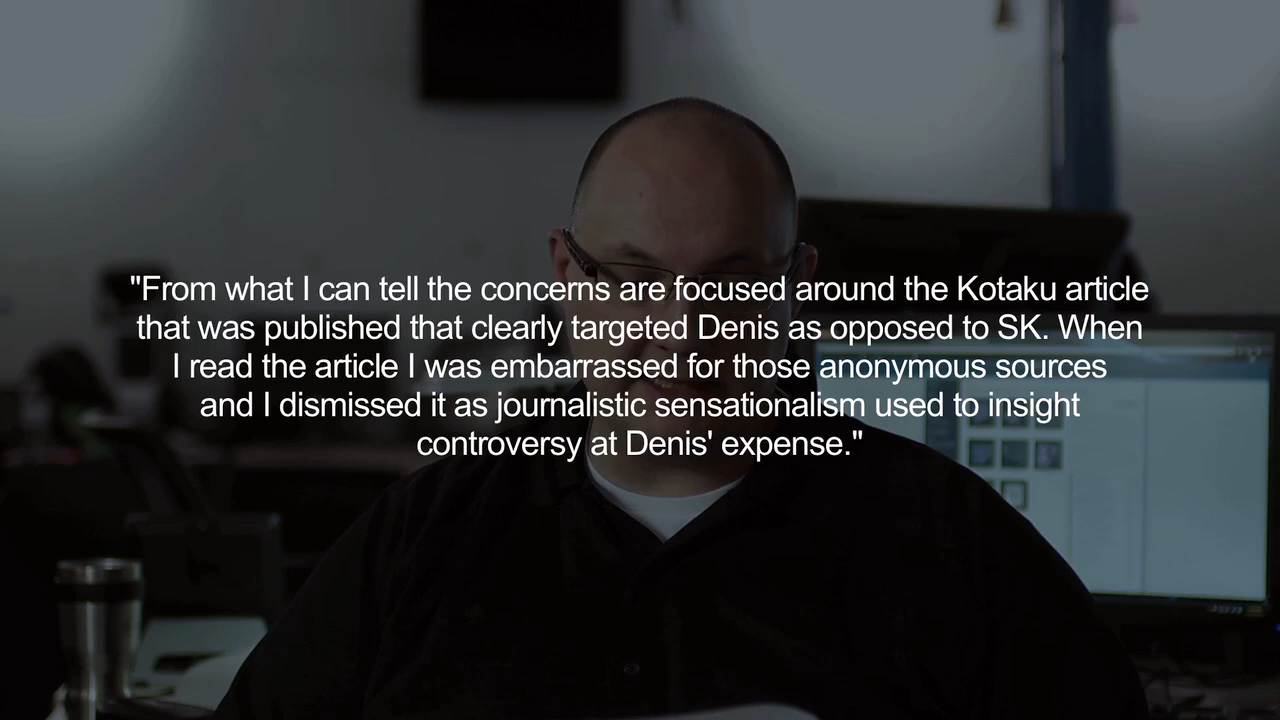 "From what I can tell the concerns are focused around the Kotaku article
that was published that clearly targeted Denis as opposed to SK. When
I read the article I was embarrassed for those anonymous sources
and I dismissed it as journalistic sensationalism used to insight
controversy at Denis' expense."